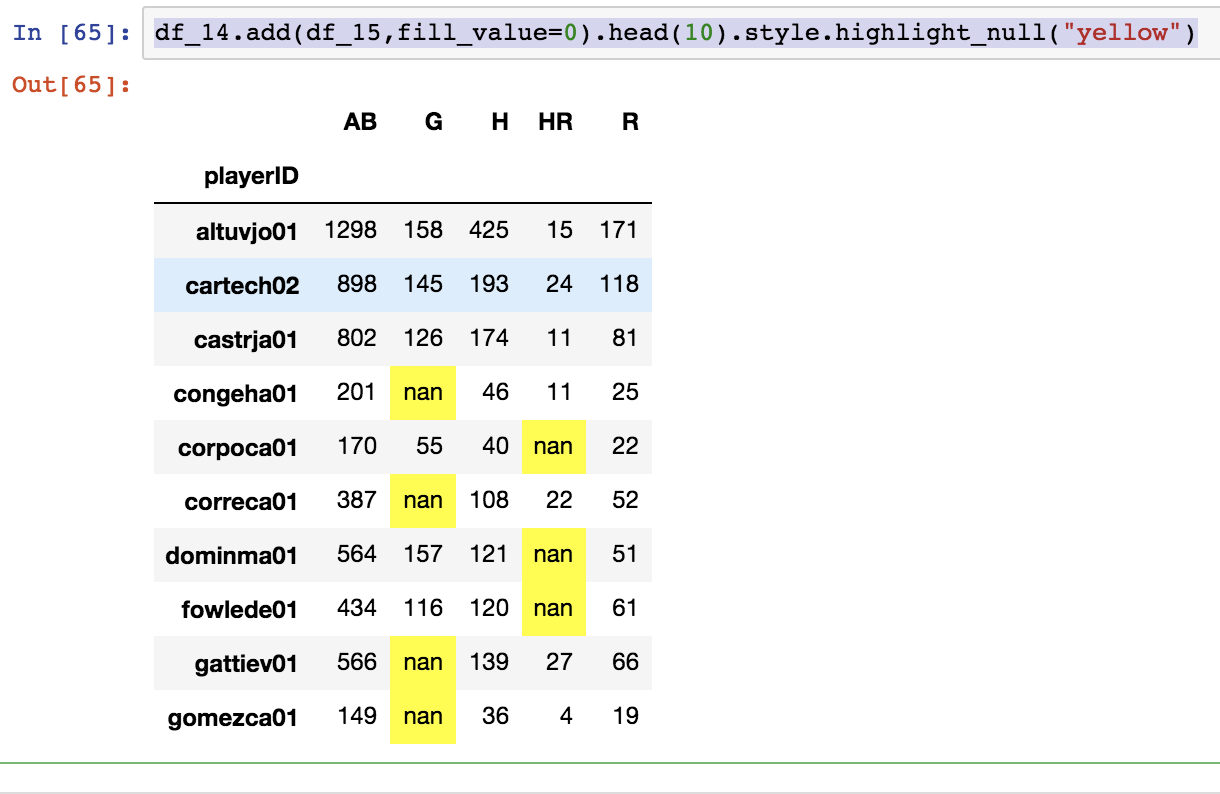 In [65]: df_14.add(df_15,fill_value=0).head(10).style.highlight_null("yellow")
Out[65]:
AB G H HR R
playerID
altuvjo01 1298 158 425 15 171
cartech02 898 145 193 24 118
castrja01 802 126 174 11 81
congeha01 201 nan 46 11 25
corpoca01 170 55 40 nan 22
correca01 387 nan 108 22 52
dominma01 564 157 121 nan 51
fowlede01 434 116 120 nan 61
gattiev01 566 nan 139 27 66
gomezca01 149 nan 36 4 19